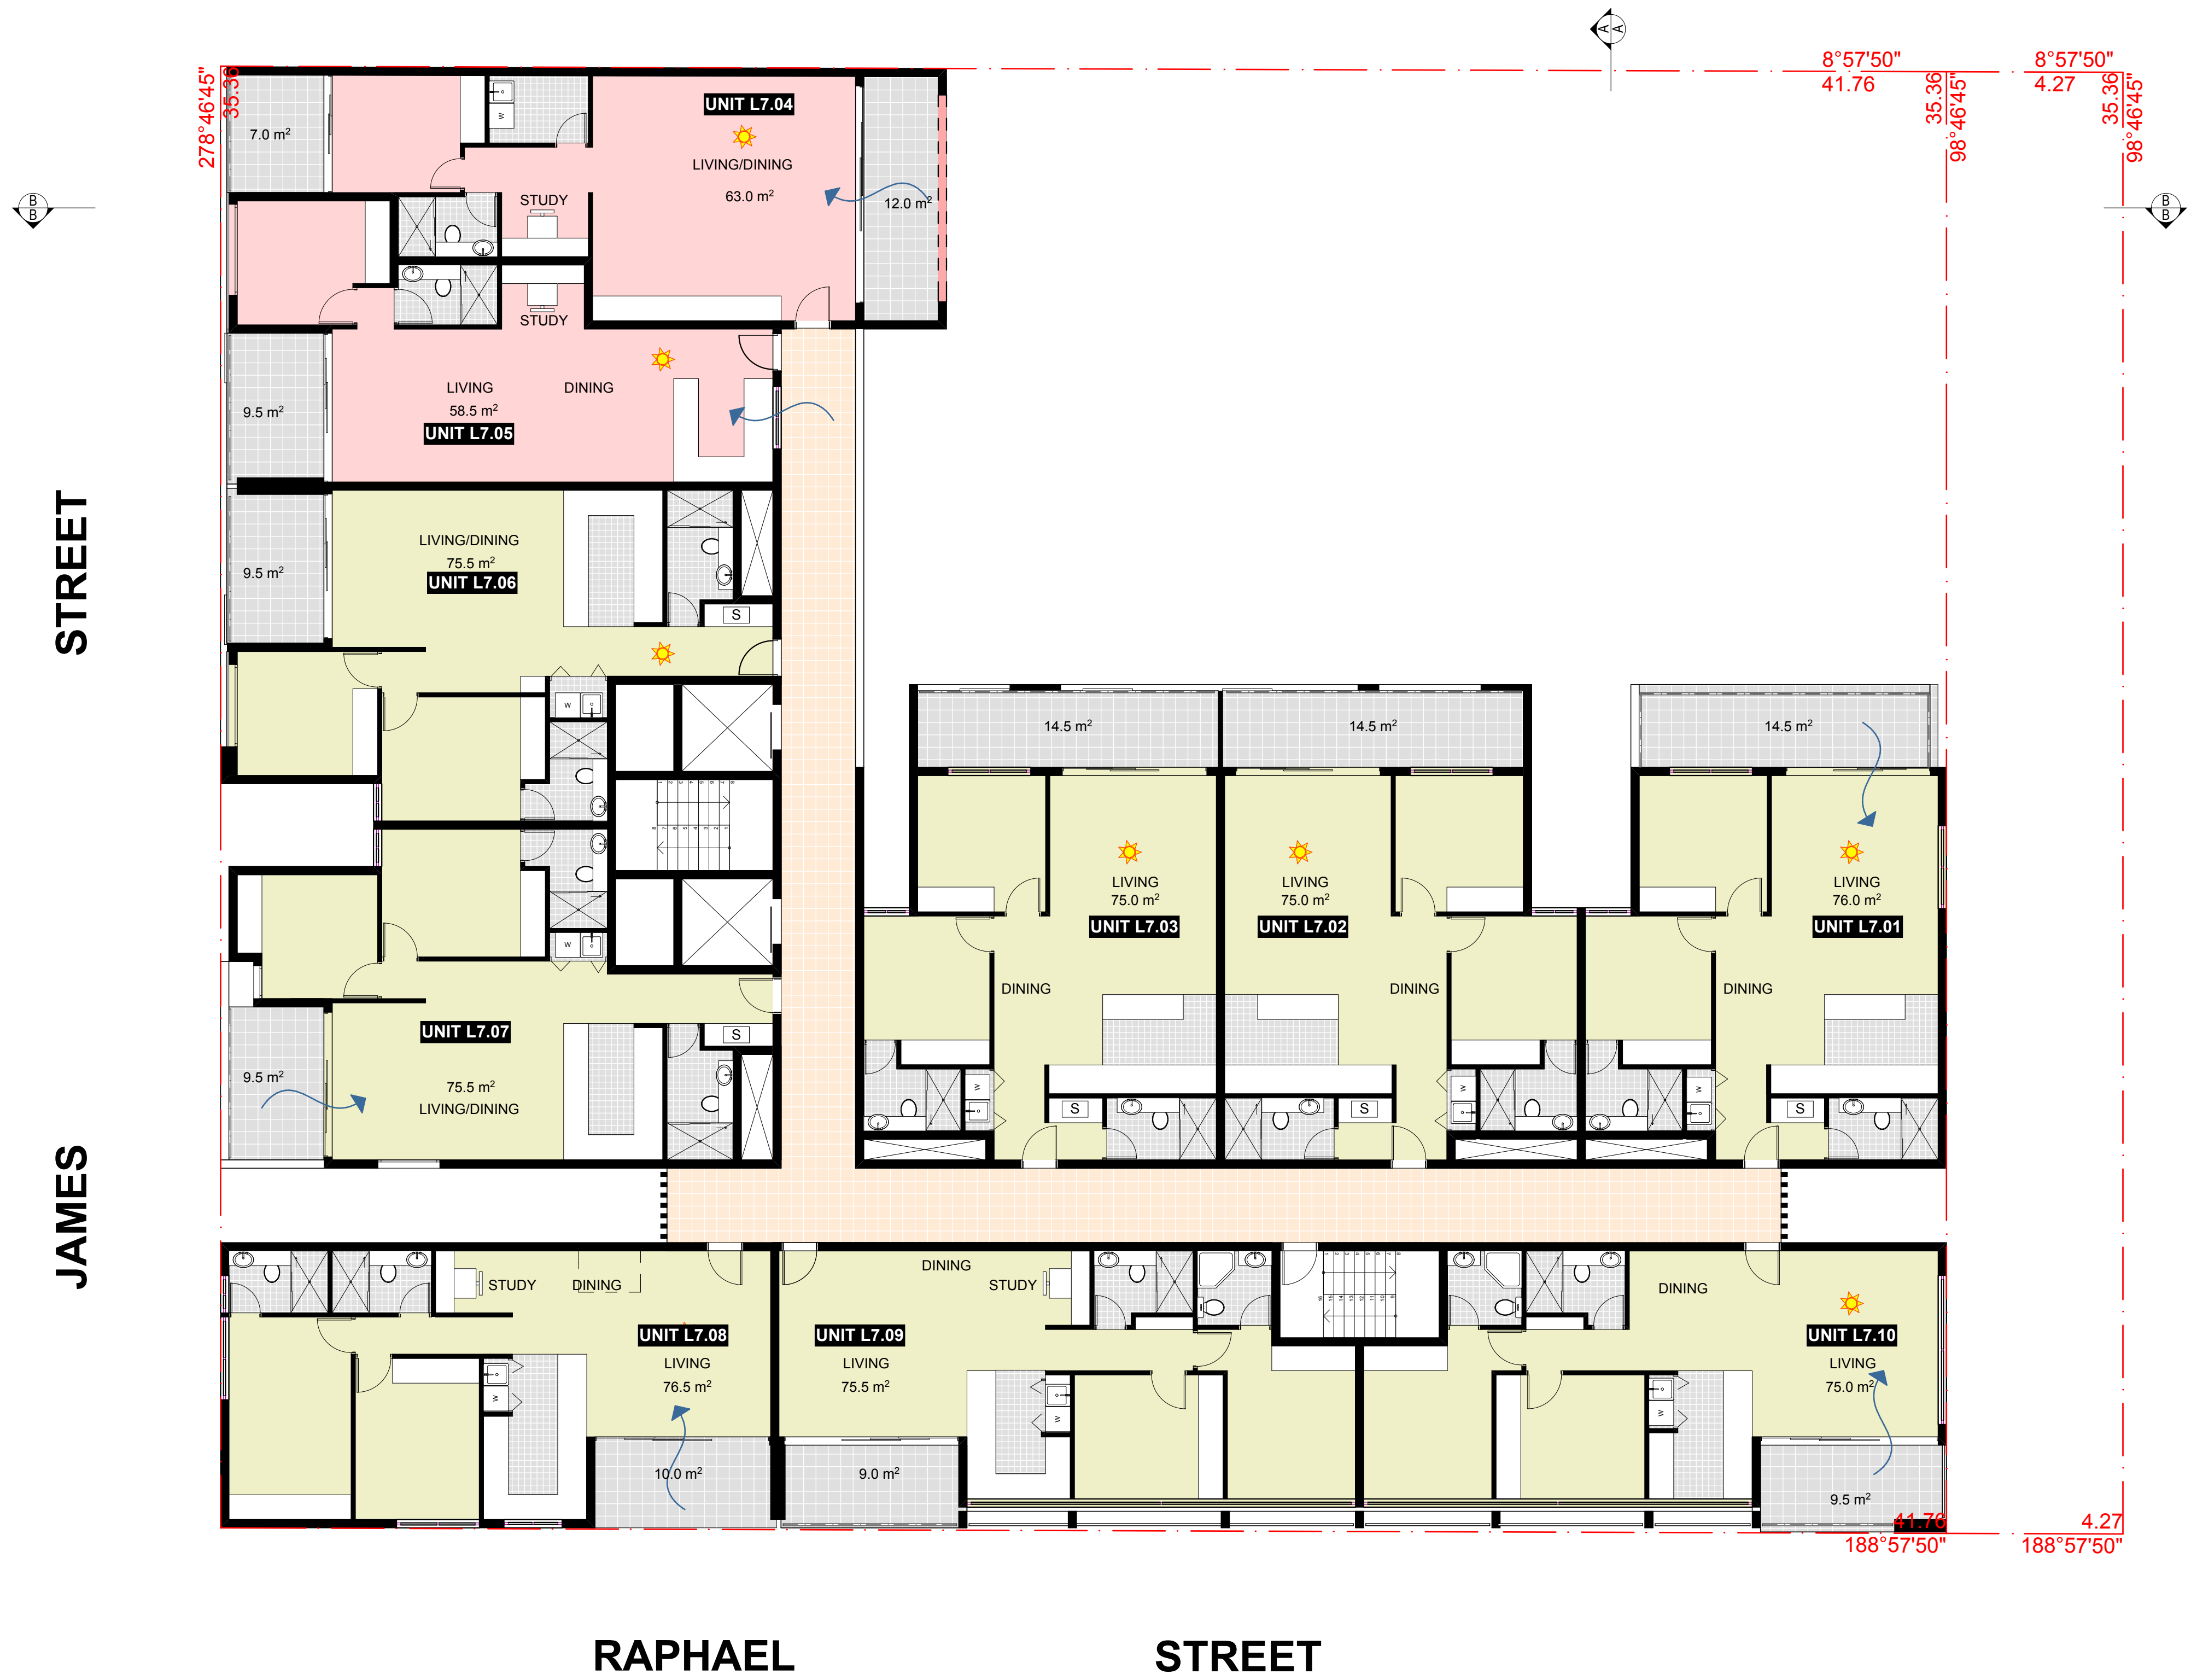 A
A
8°57'50"
41.76
8°57'50"
4.27
278°46'45"
35.36
35.36
98°46'45"
35.36
98°46'45"
B
B
B
B
7.0 m²
W
UNIT L7.04
LIVING/DINING
63.0 m²
12.0 m²
STUDY
STUDY
LIVING
DINING
58.5 m²
UNIT L7.05
9.5 m²
LIVING/DINING
75.5 m²
UNIT L7.06
9.5 m²
S
W
STREET
JAMES
14.5 m²
14.5 m²
14.5 m²
LIVING
75.0 m²
UNIT L7.03
DINING
LIVING
75.0 m²
UNIT L7.02
DINING
LIVING
76.0 m²
UNIT L7.01
DINING
W
UNIT L7.07
S
75.5 m²
LIVING/DINING
9.5 m²
W
S
S
W
W
S
STUDY
DINING
UNIT L7.08
LIVING
76.5 m²
W
10.0 m²
DINING
STUDY
UNIT L7.09
LIVING
75.5 m²
W
9.0 m²
DINING
UNIT L7.10
LIVING
75.0 m²
W
9.5 m²
41.76
188°57'50"
4.27
188°57'50"
RAPHAEL STREET